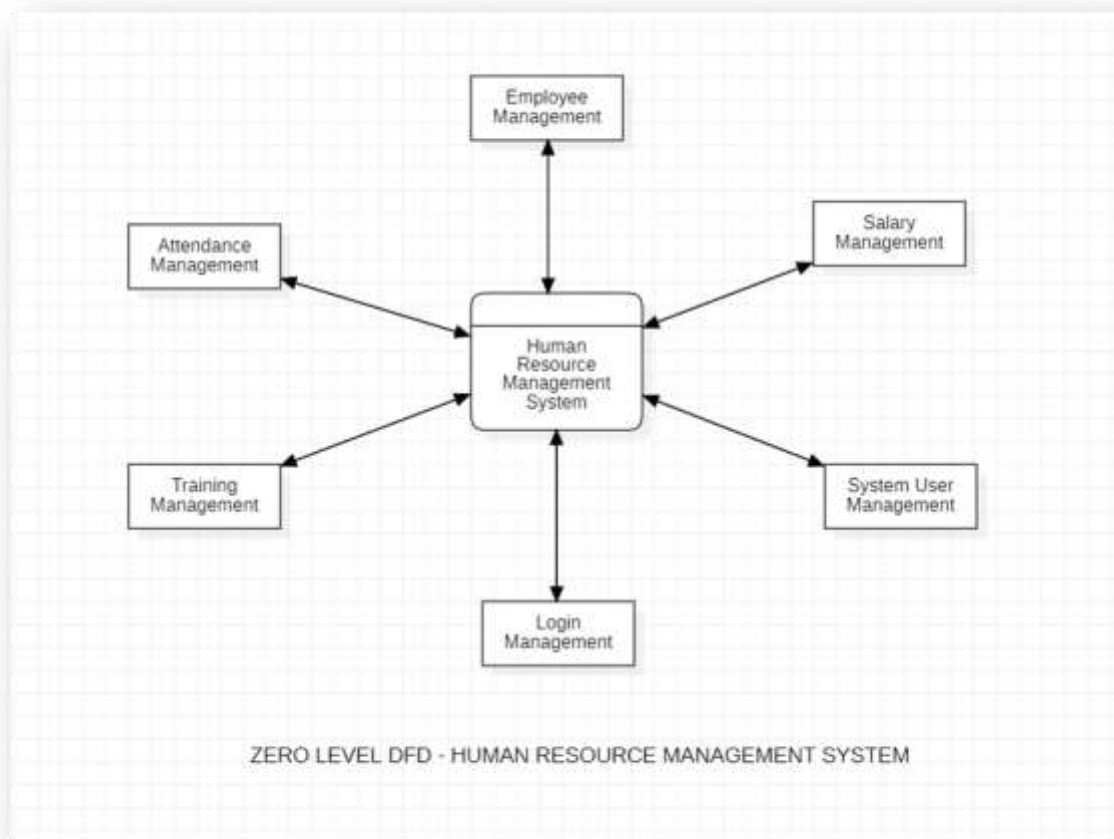 Employee
Management
Salary
Management
Attendance
Management
Human
Resource
Management
System
Training
Management
System User
Management
Login
Management
ZERO LEVEL DFD - HUMAN RESOURCE MANAGEMENT SYSTEM